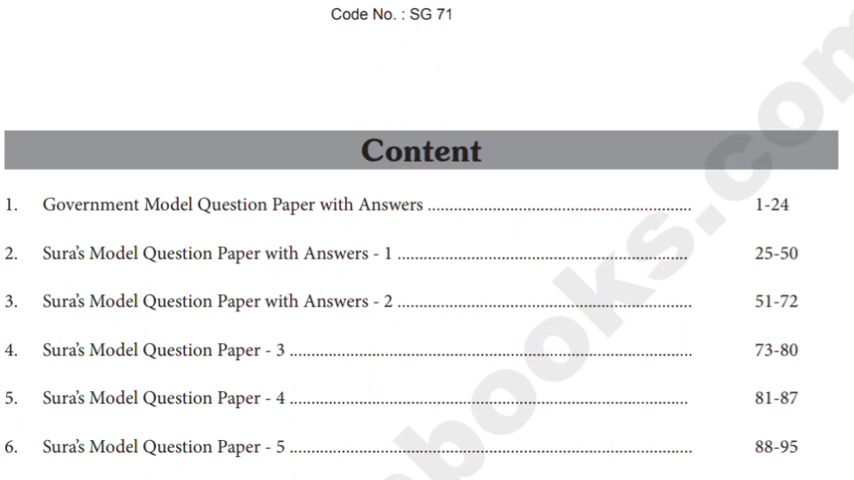 Code No. : SG 71
Content
1. Government Model Question Paper with Answers ............................................................ 1-24
2. Sura's Model Question Paper with Answers - 1 .................................................................. 25-50
3. Sura's Model Question Paper with Answers - 2 ................................................................... 51-72
4. Sura's Model Question Paper - 3 .......................................................................................... 73-80
5. Sura's Model Question Paper - 4 ......................................................................................... 81-87
6. Sura's Model Question Paper - 5 .......................................................................................... 88-95
ebooks.com